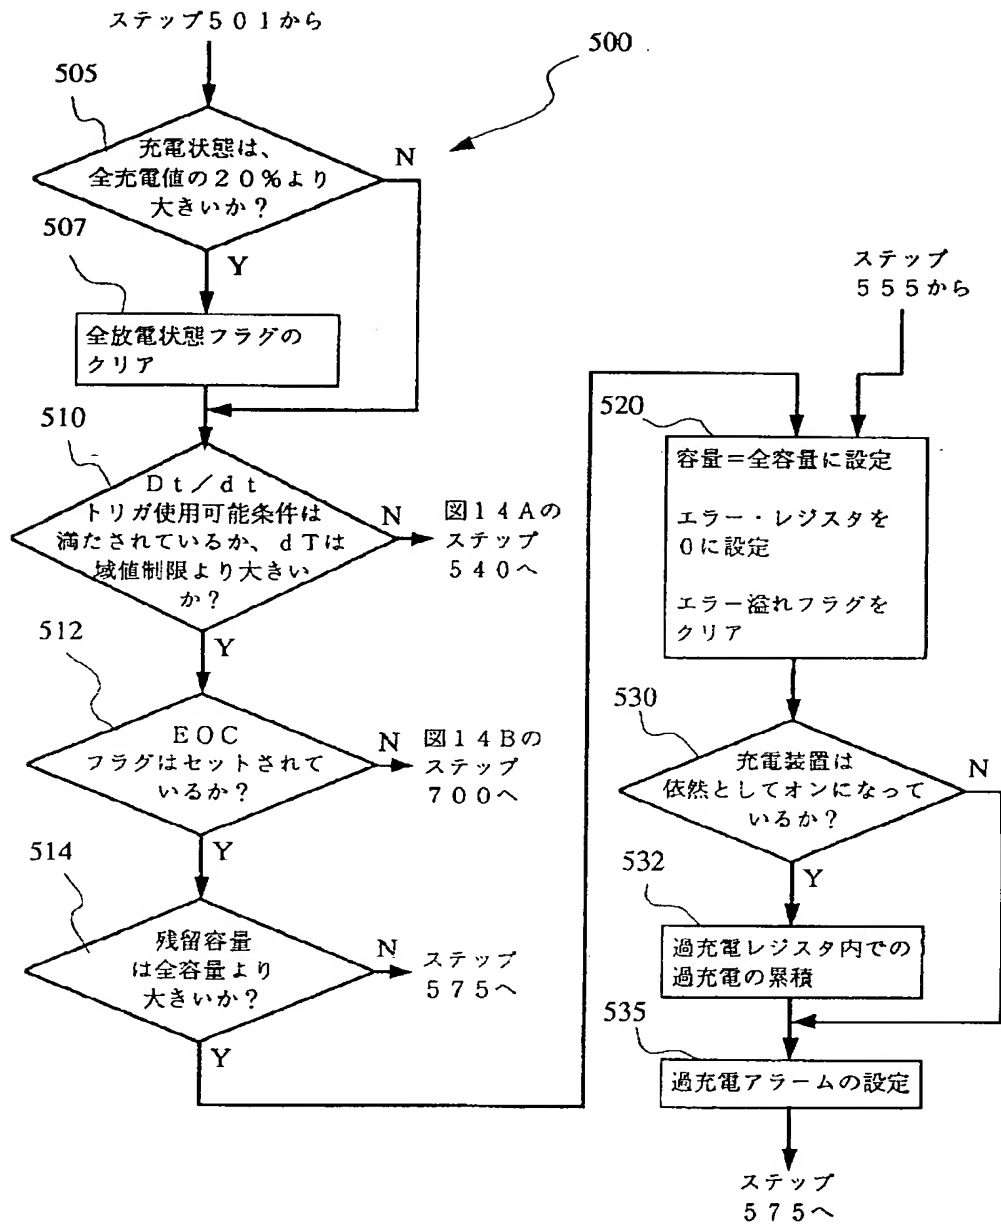 ステップ501から
500
505
充電状態は、
全充電値の20%より
大きいか?
N
507
Y
全放電状態フラグの
クリア
510
Dt/dt
トリガ使用可能条件は
満たされているか、dTは
域値制限より大きい
か?
N
図14Aの
ステップ
540へ
Y
512
EOC
フラグはセットされて
いるか?
N
図14Bの
ステップ
700へ
Y
514
残留容量
は全容量より
大きいか?
N
ステップ
575へ
Y
ステップ
555から
520
容量=全容量に設定
エラー・レジスタを
0に設定
エラー溢れフラグを
クリア
530
充電装置は
依然としてオンになって
いるか?
N
Y
532
過充電レジスタ内での
過充電の累積
535
過充電アラームの設定
ステップ
575へ